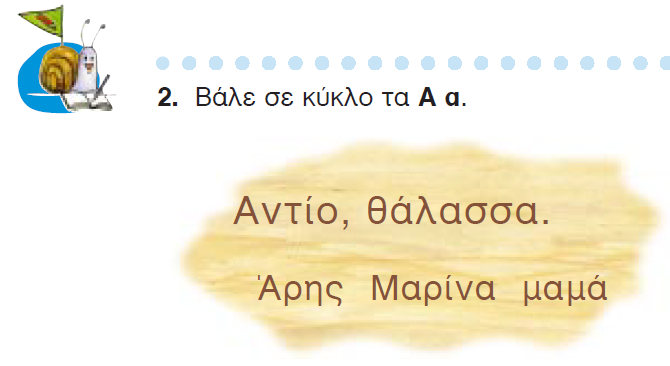 2. Βάλε σε κύκλο τα Α α.
Αντίο, θάλασσα.
Άρης Μαρίνα μαμά